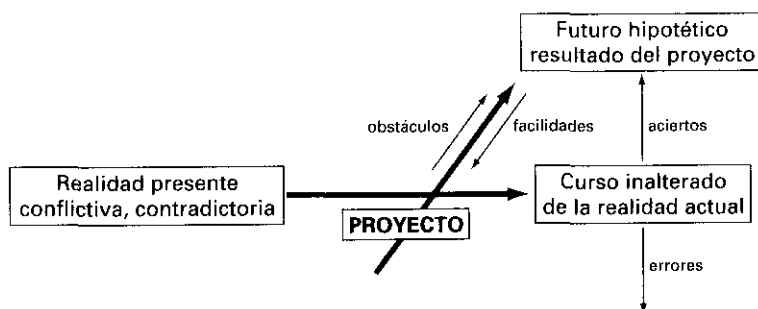 Futuro hipotético
resultado del proyecto
obstáculos
facilidades
aciertos
Realidad presente
conflictiva, contradictoria
Curso inalterado
de la realidad actual
PROYECTO
errores